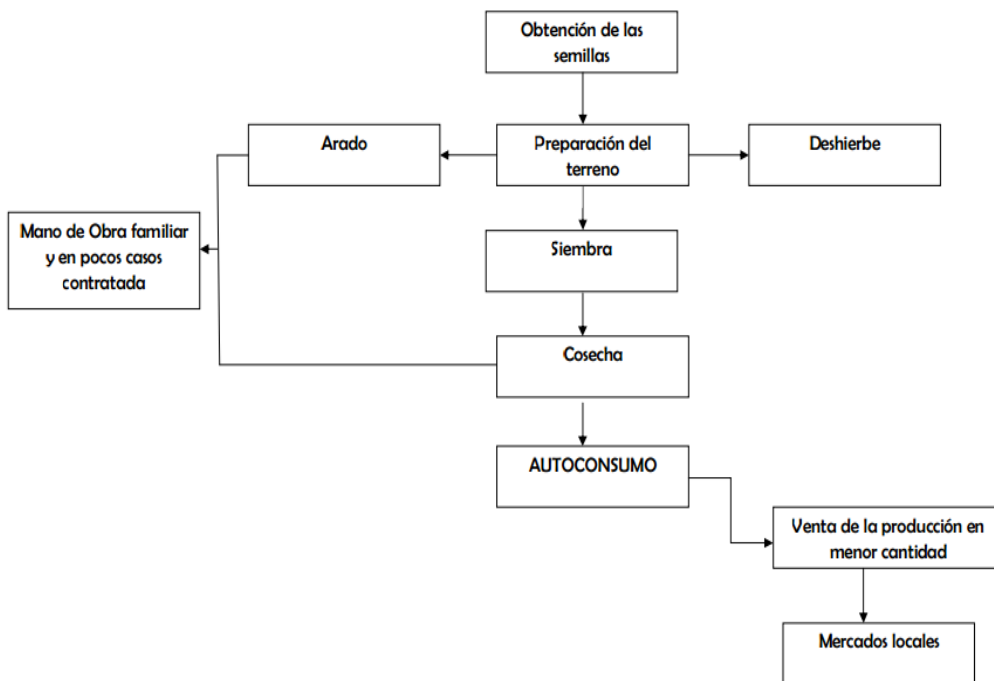 Obtención de las
semillas
Arado
Preparación del
terreno
Deshierbe
Mano de Obra familiar
y en pocos casos
contratada
Siembra
Cosecha
AUTOCONSUMO
Venta de la producción en
menor cantidad
Mercados locales